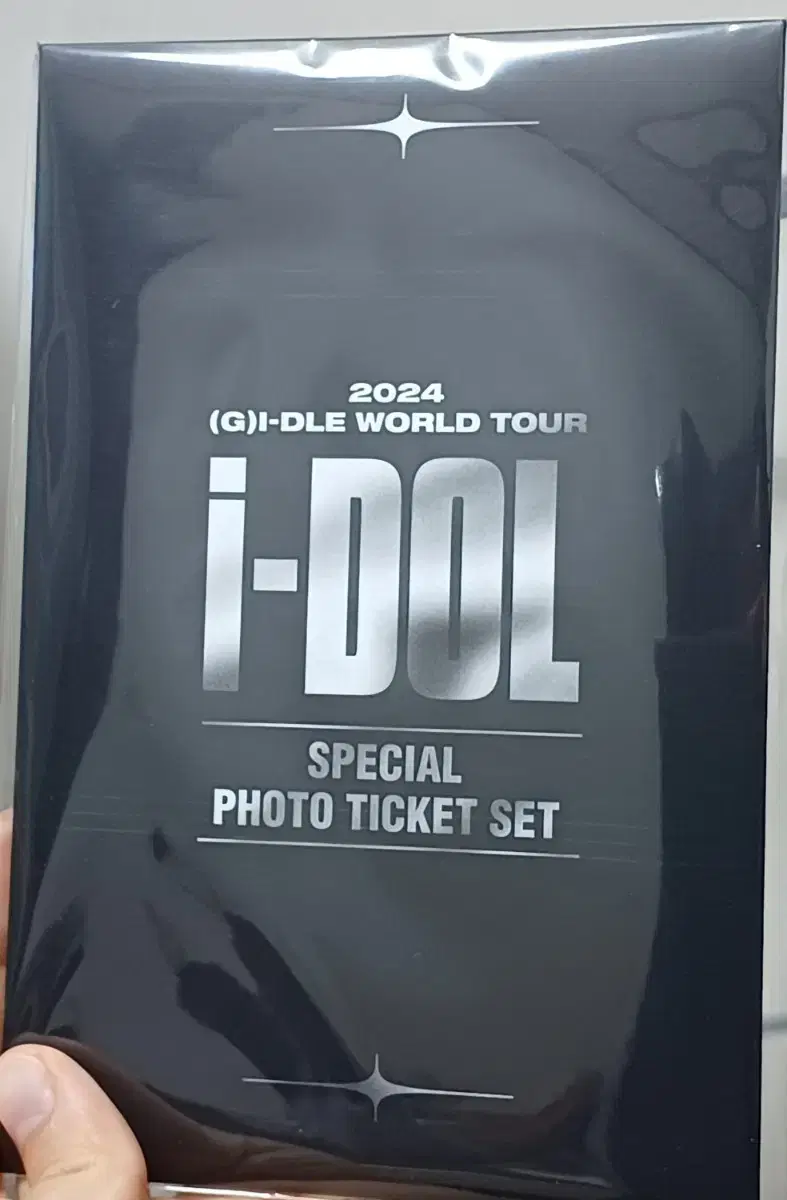 2024
(G)I-DLE WORLD TOUR
i-DOL
SPECIAL
PHOTO TICKET SET